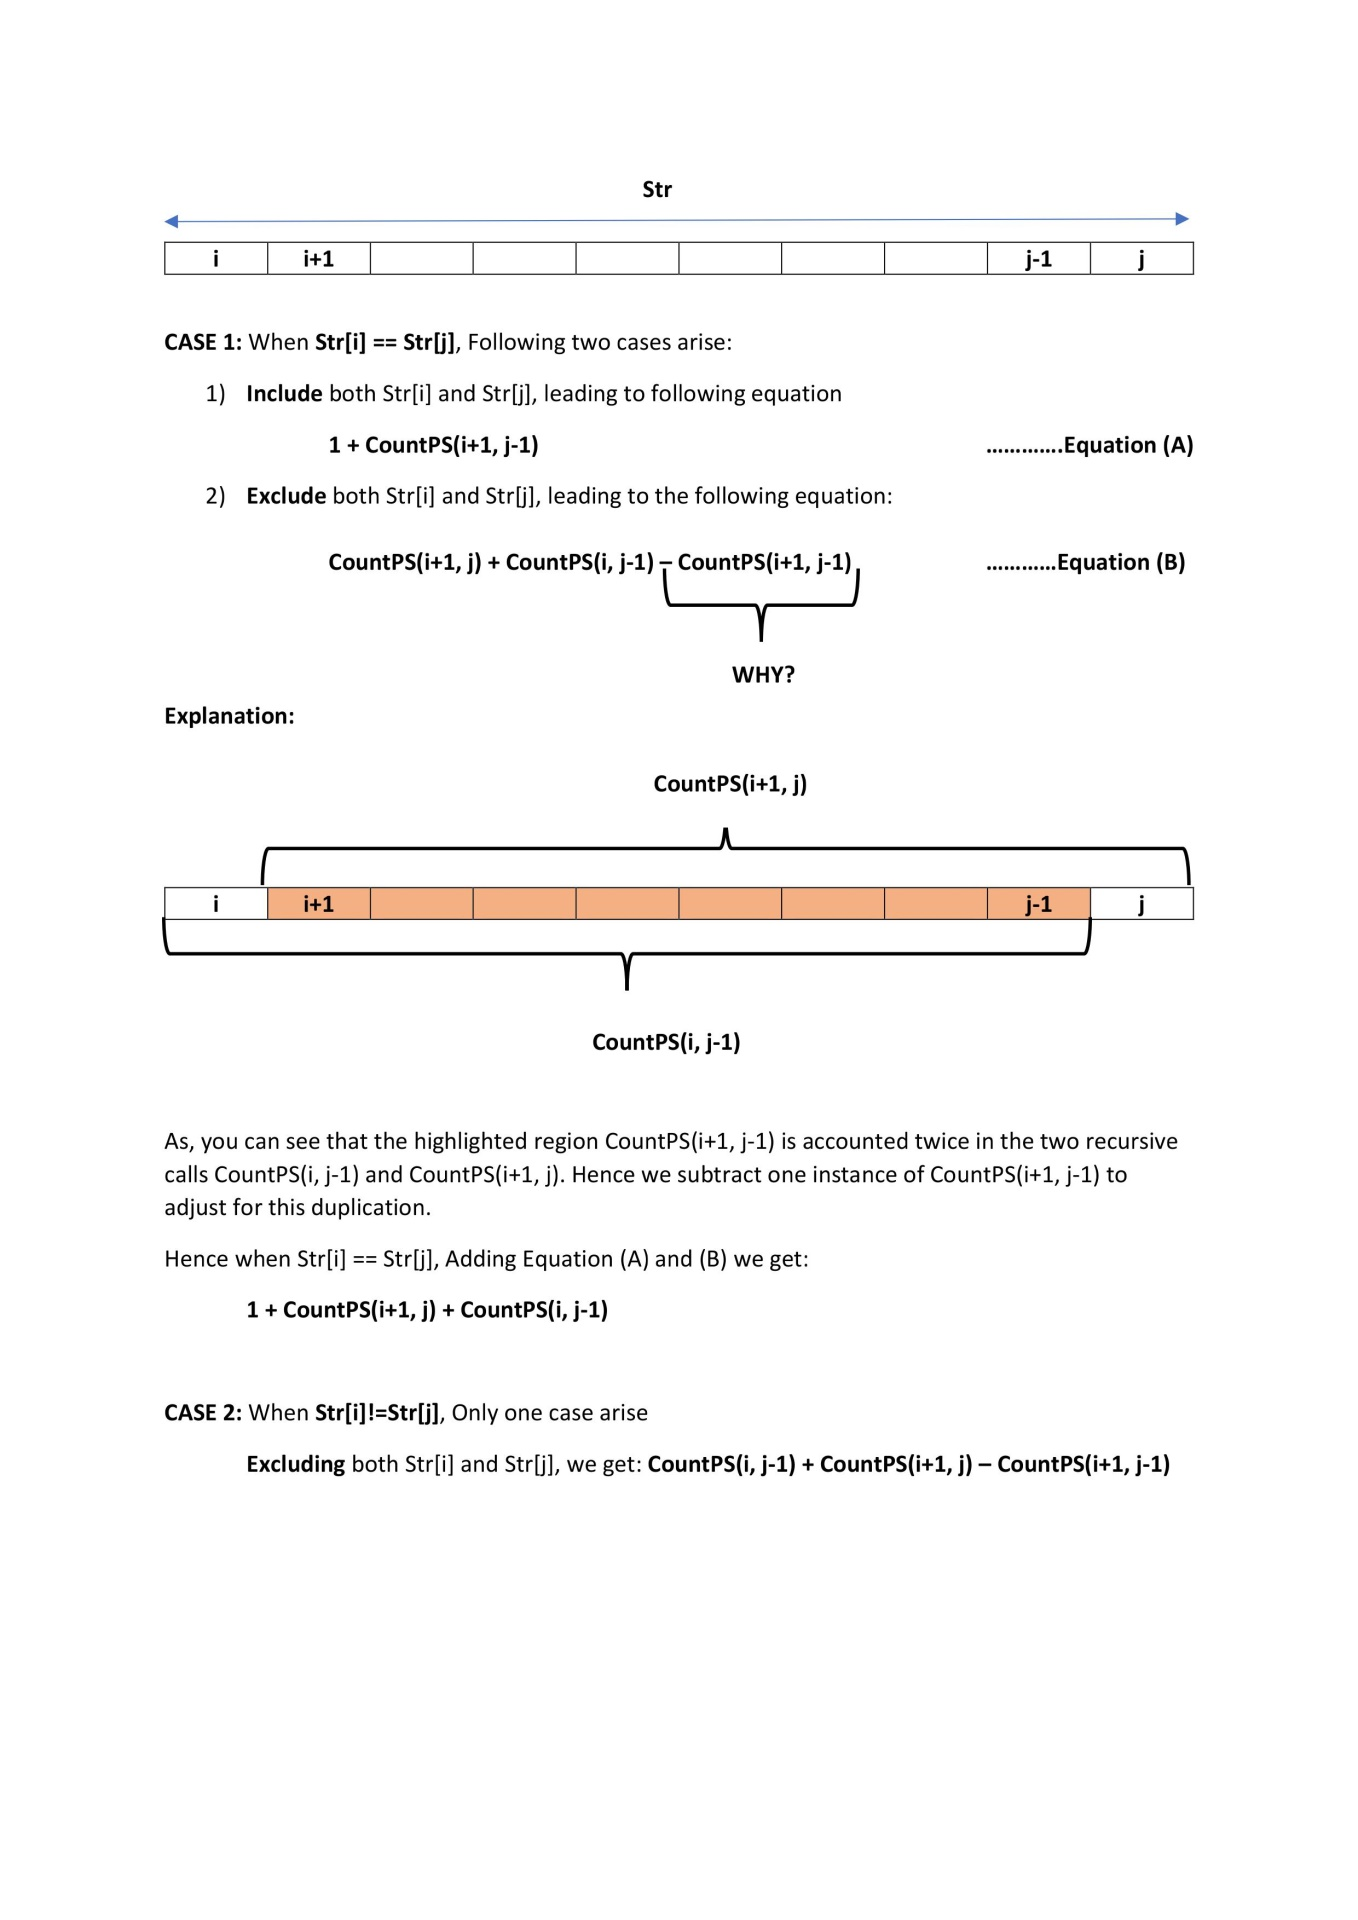 Str
i i+1 j-1 j
CASE 1: When Str[i] == Str[j], Following two cases arise:
1) Include both Str[i] and Str[j], leading to following equation
1 + CountPS(i+1, j-1) .............Equation (A)
2) Exclude both Str[i] and Str[j], leading to the following equation:
CountPS(i+1, j) + CountPS(i, j-1) – CountPS(i+1, j-1) ............Equation (B)
WHY?
Explanation:
CountPS(i+1, j)
i i+1 j-1 j
CountPS(i, j-1)
As, you can see that the highlighted region CountPS(i+1, j-1) is accounted twice in the two recursive
calls CountPS(i, j-1) and CountPS(i+1, j). Hence we subtract one instance of CountPS(i+1, j-1) to
adjust for this duplication.
Hence when Str[i] == Str[j], Adding Equation (A) and (B) we get:
1 + CountPS(i+1, j) + CountPS(i, j-1)
CASE 2: When Str[i]!=Str[j], Only one case arise
Excluding both Str[i] and Str[j], we get: CountPS(i, j-1) + CountPS(i+1, j) – CountPS(i+1, j-1)